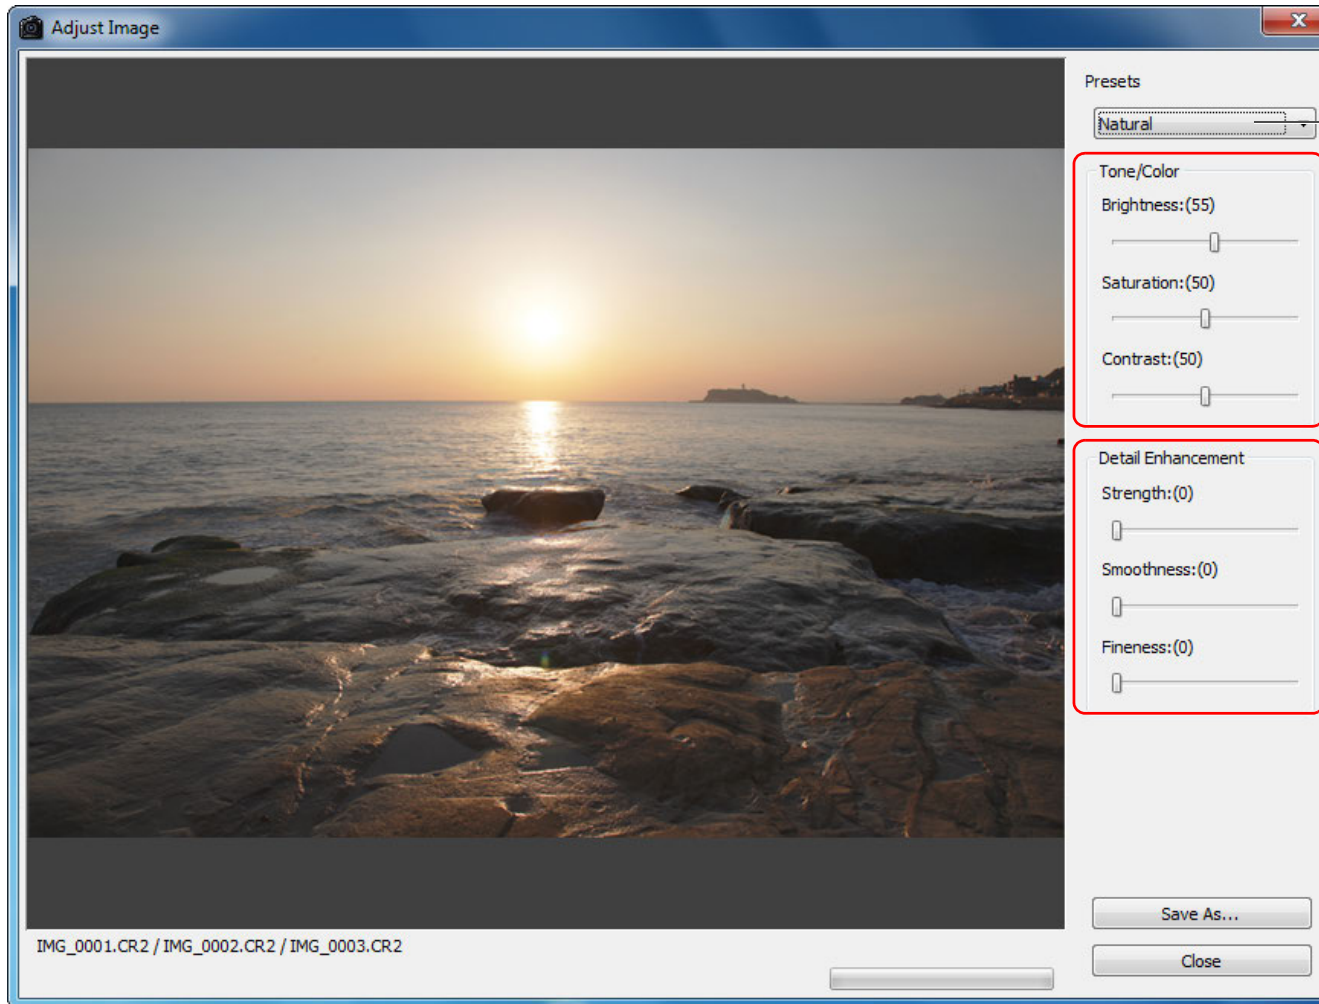 Adjust Image
Presets
Natural
Tone/Color
Brightness:(55)
Saturation:(50)
Contrast:(50)
Detail Enhancement
Strength:(0)
Smoothness:(0)
Fineness:(0)
Save As...
Close
IMG_0001.CR2 / IMG_0002.CR2 / IMG_0003.CR2